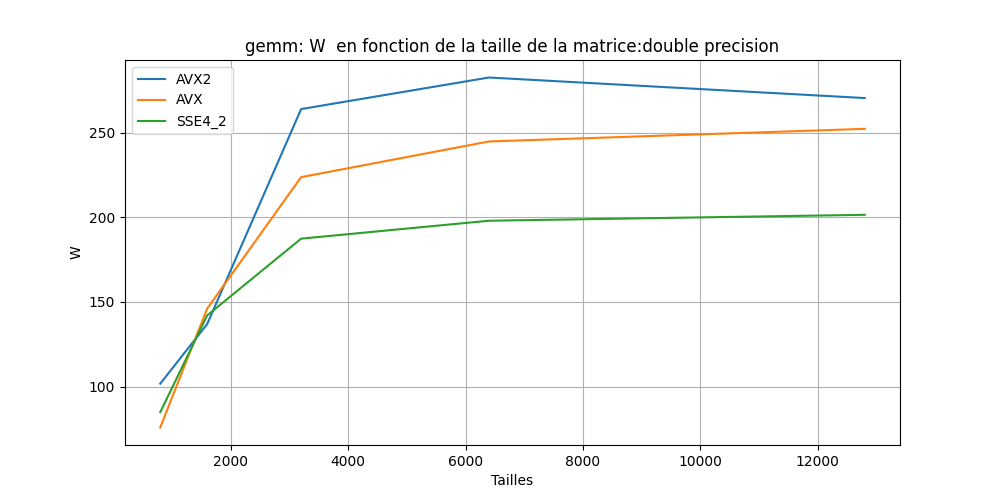 gemm: W  en fonction de la taille de la matrice:double precision
AVX2
AVX
SSE4_2
250
200
150
100
W
2000 4000 6000 8000 10000 12000
Tailles